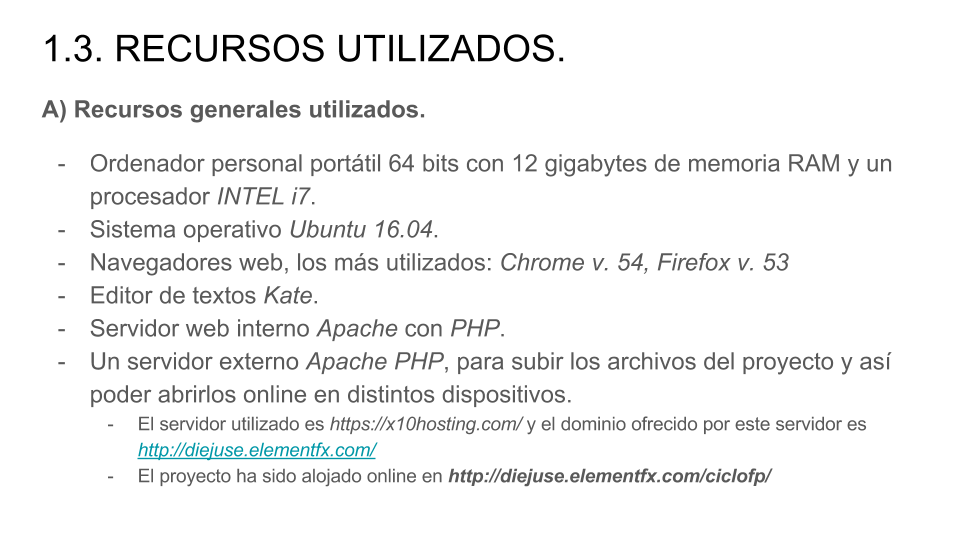 1.3. RECURSOS UTILIZADOS.
A) Recursos generales utilizados.
- Ordenador personal portátil 64 bits con 12 gigabytes de memoria RAM y un
procesador INTEL i7.
- Sistema operativo Ubuntu 16.04.
- Navegadores web, los más utilizados: Chrome v. 54, Firefox v. 53
- Editor de textos Kate.
- Servidor web interno Apache con PHP.
- Un servidor externo Apache PHP, para subir los archivos del proyecto y así
poder abrirlos online en distintos dispositivos.
- El servidor utilizado es https://x10hosting.com/ y el dominio ofrecido por este servidor es
http://diejuse.elementfx.com/
- El proyecto ha sido alojado online en http://diejuse.elementfx.com/ciclofp/